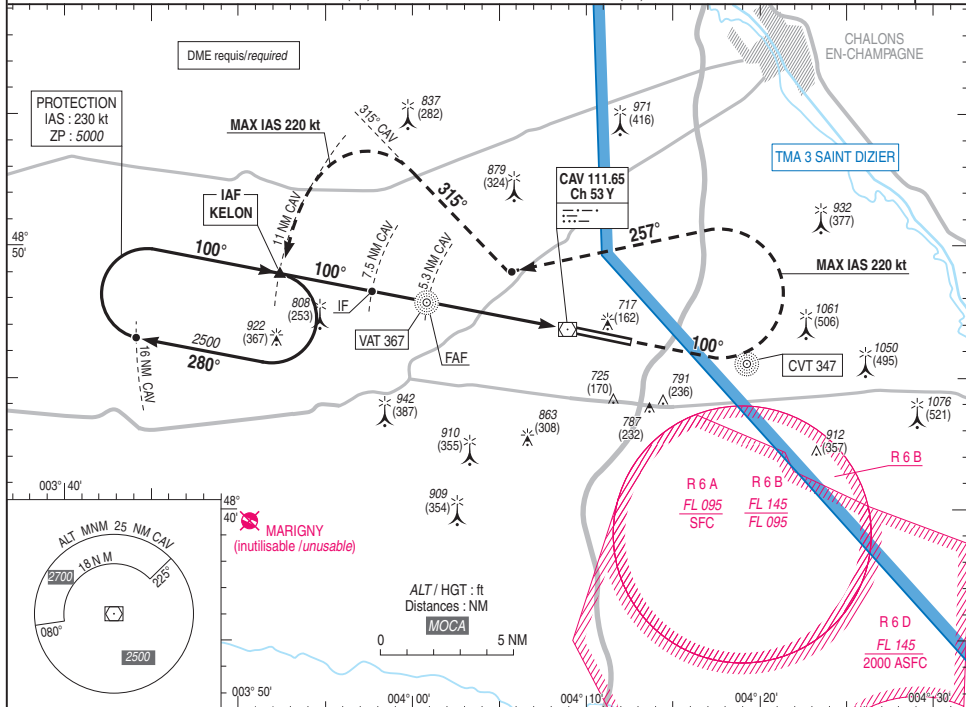 CHALONS
EN-CHAMPAGNE
DME requis/required
PROTECTION
IAS : 230 kt
ZP : 5000
MAX IAS 220 kt
315° CAV
837
(282)
971
(416)
TMA 3 SAINT DIZIER
879
(324)
CAV 111.65
Ch 53 Y
IAF
KELON
11 NM CAV
315°
932
(377)
48°
50'
257°
100°
100°
7.5 NM CAV
5.3 NM CAV
MAX IAS 220 kt
808
(253)
IF
717
(162)
1061
(506)
922
(367)
2500
280°
VAT 367
FAF
100°
CVT 347
1050
(495)
16 NM CAV
725
(170)
791
(236)
787
(232)
942
(387)
863
(308)
1076
(521)
910
(355)
912
(357)
R 6 B
003° 40'
R 6 A
FL 095
SFC
R 6 B
FL 145
FL 095
48°
40'
909
(354)
MARIGNY
(inutilisable /unusable)
ALT MNM 25 NM CAV
18 N M
2700
225°
080°
2500
ALT / HGT : ft
Distances : NM
MOCA
0
5 NM
R 6 D
FL 145
2000 ASFC
003° 50'
004° 00'
004° 10'
004° 20'
004° 30'